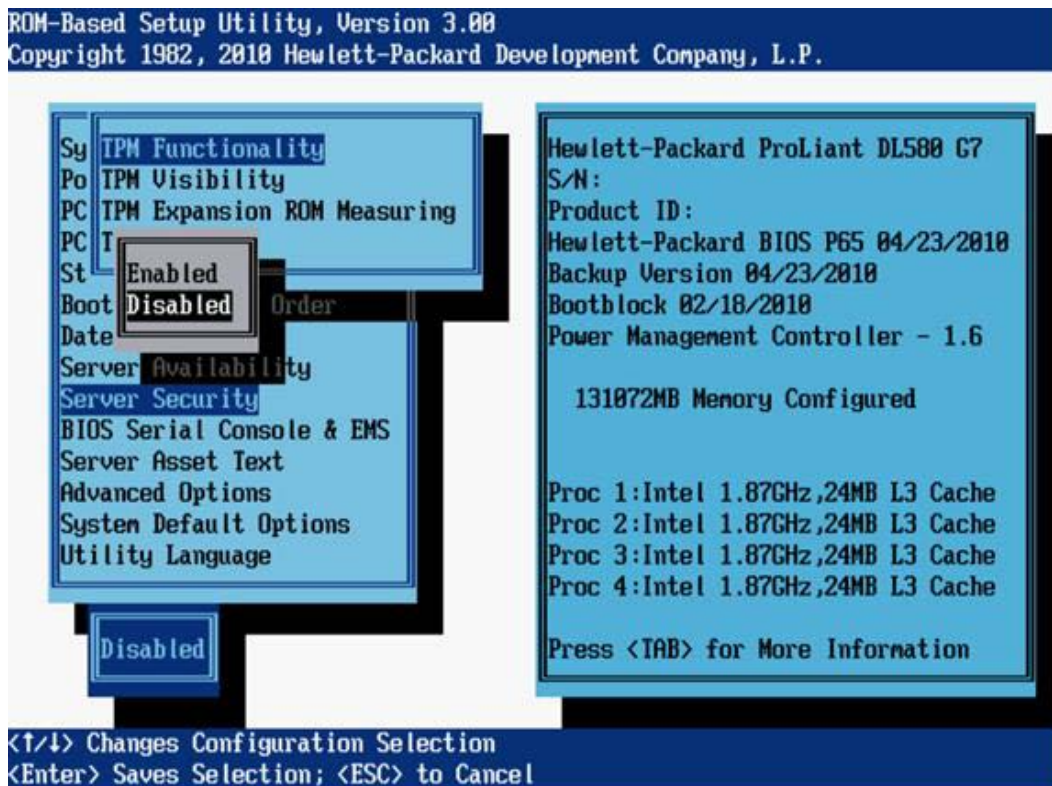 ROM-Based Setup Utility, Version 3.00
Copyright 1982, 2010 Hewlett-Packard Development Company, L.P.
Sy
Po
PC
PC
St
Boot Order
Date
Server Availability
Server Security
BIOS Serial Console & EMS
Server Asset Text
Advanced Options
System Default Options
Utility Language
TPM Functionality
TPM Visibility
TPM Expansion ROM Measuring
T
Enabled
Disabled
Disabled
Hewlett-Packard ProLiant DL580 G7
S/N:
Product ID:
Hewlett-Packard BIOS P65 04/23/2010
Backup Version 04/23/2010
Bootblock 02/18/2010
Power Management Controller - 1.6
131072MB Memory Configured
Proc 1:Intel 1.87GHz,24MB L3 Cache
Proc 2:Intel 1.87GHz,24MB L3 Cache
Proc 3:Intel 1.87GHz,24MB L3 Cache
Proc 4:Intel 1.87GHz,24MB L3 Cache
Press <TAB> for More Information
<↑/↓> Changes Configuration Selection
<Enter> Saves Selection; <ESC> to Cancel